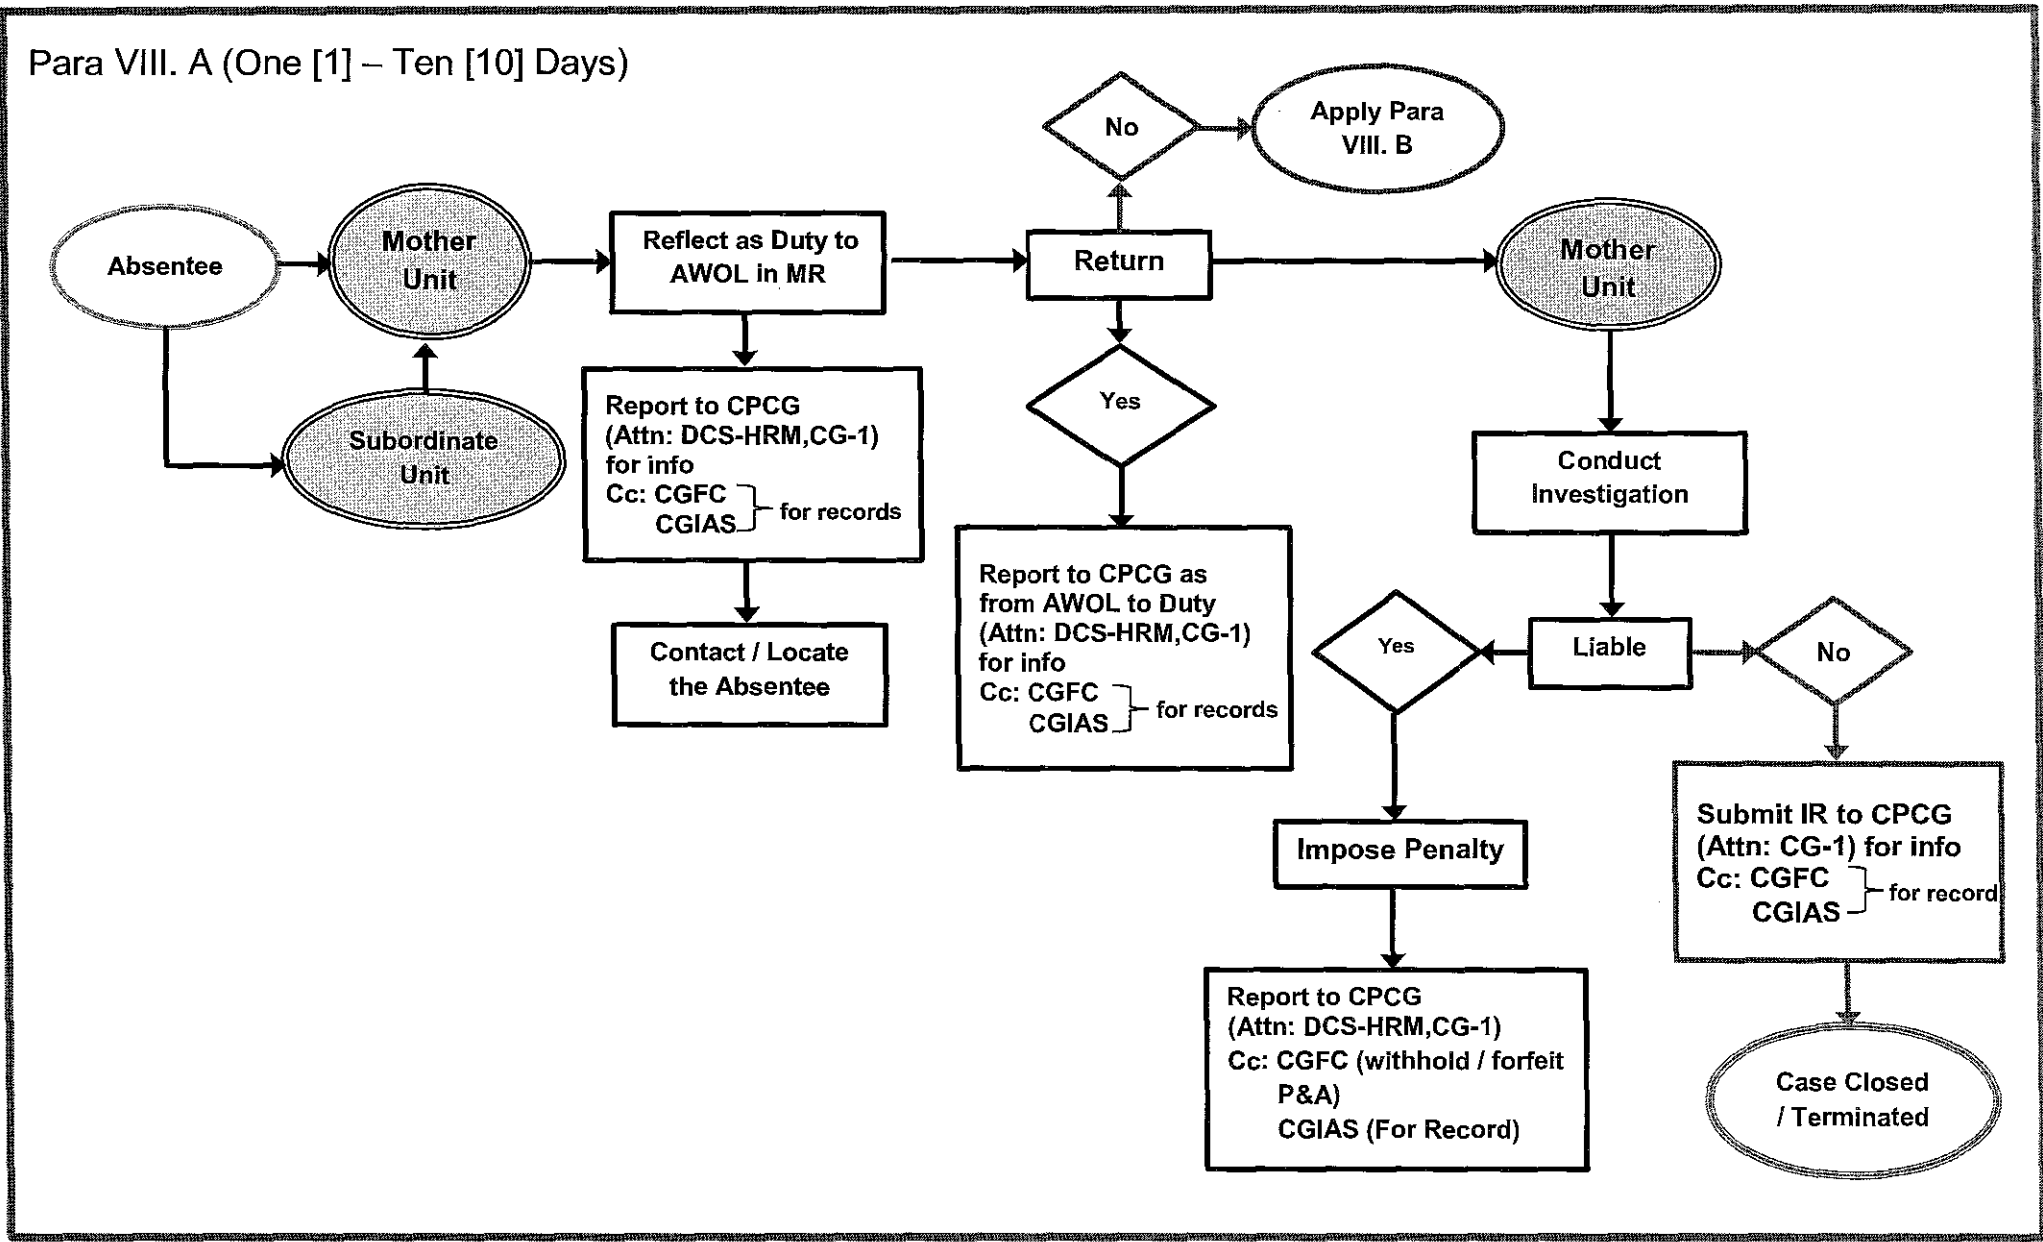 Para VIII. A (One [1] – Ten [10] Days)
No
Apply Para
VIII. B
Absentee
Mother
Unit
Reflect as Duty to
AWOL in MR
Return
Mother
Unit
Subordinate
Unit
Report to CPCG
(Attn: DCS-HRM,CG-1)
for info
Cc: CGFC
CGIAS
for records
Contact / Locate
the Absentee
Yes
Report to CPCG as
from AWOL to Duty
(Attn: DCS-HRM,CG-1)
for info
Cc: CGFC
CGIAS
for records
Conduct
Investigation
Yes
Liable
No
Impose Penalty
Report to CPCG
(Attn: DCS-HRM,CG-1)
Cc: CGFC (withhold / forfeit
P&A)
CGIAS (For Record)
Submit IR to CPCG
(Attn: CG-1) for info
Cc: CGFC
CGIAS
for record
Case Closed
/ Terminated